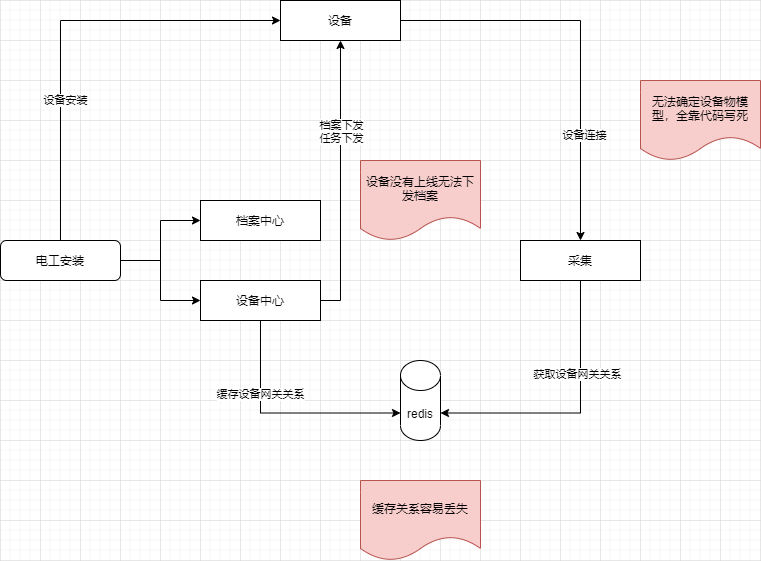 设备
设备安装
无法确定设备物模
型，全靠代码写死
档案下发
任务下发
设备连接
设备没有上线无法下
发档案
档案中心
电工安装
采集
设备中心
获取设备网关关系
缓存设备网关关系
redis
缓存关系容易丢失